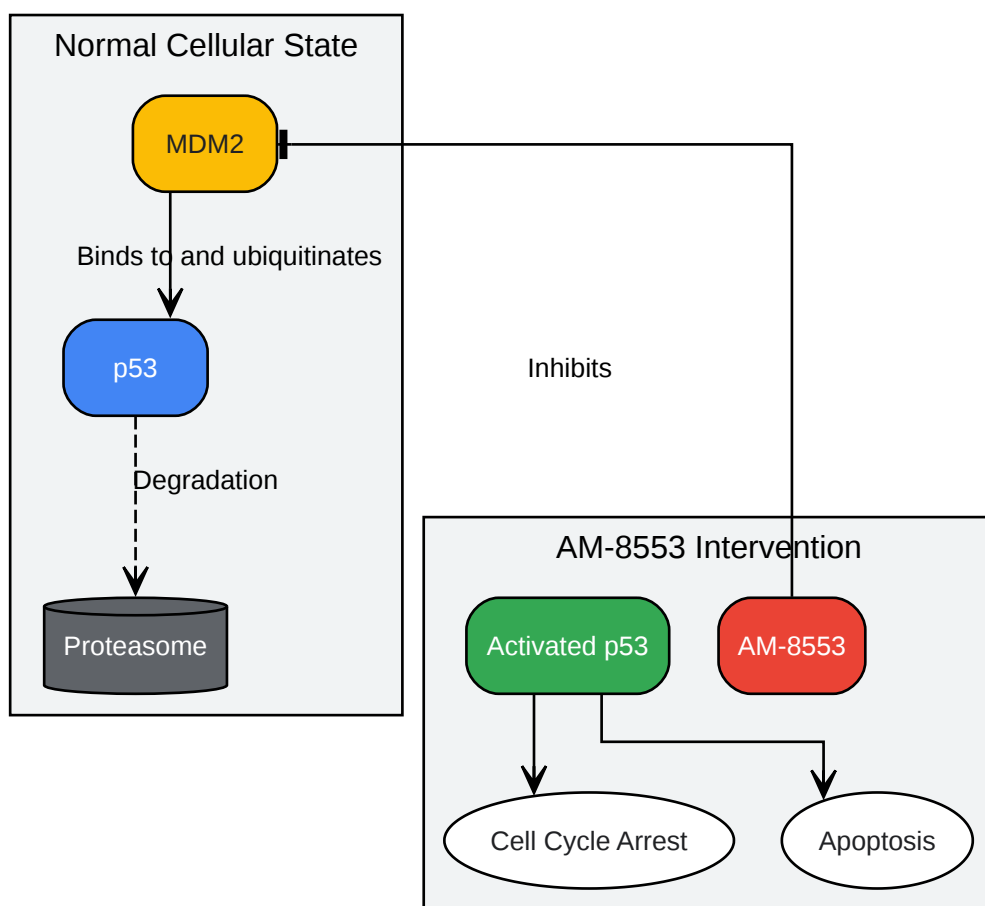 Normal Cellular State
MDM2
Binds to and ubiquitinates
p53
Inhibits
Degradation
AM-8553 Intervention
Proteasome
Activated p53
AM-8553
Cell Cycle Arrest
Apoptosis